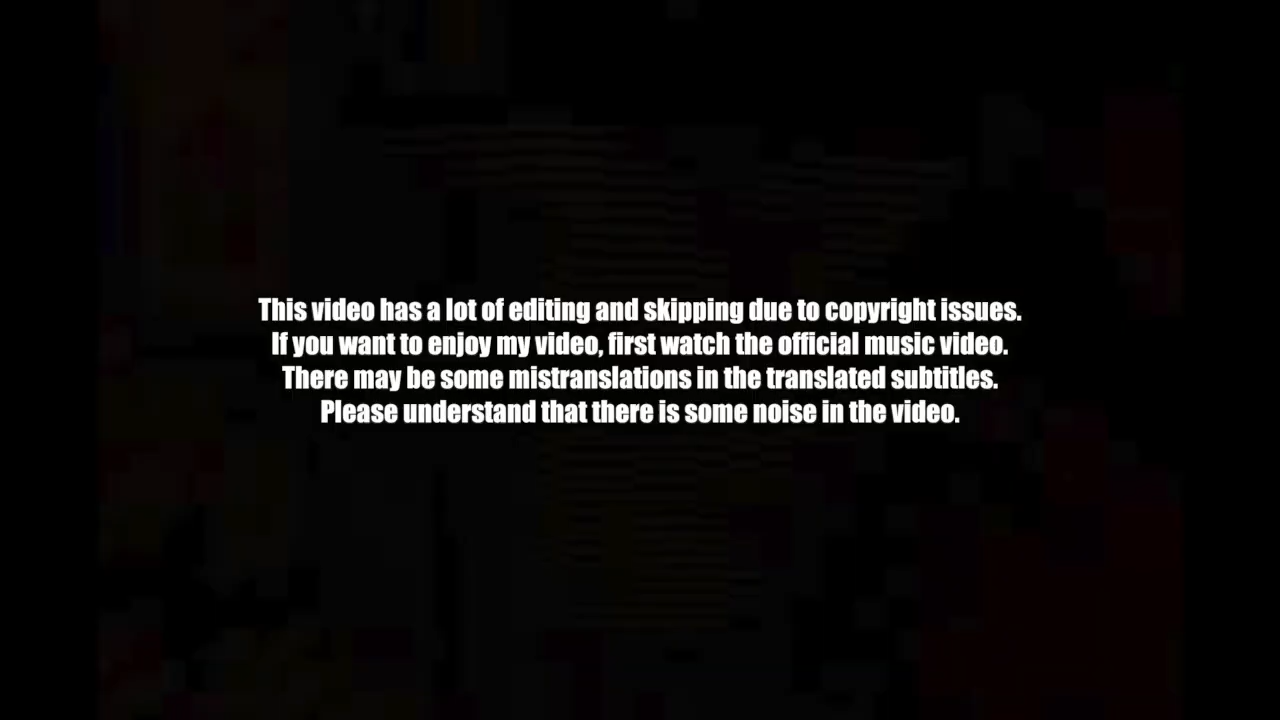 This video has a lot of editing and skipping due to copyright issues.
If you want to enjoy my video, first watch the official music video.
There may be some mistranslations in the translated subtitles.
Please understand that there is some noise in the video.